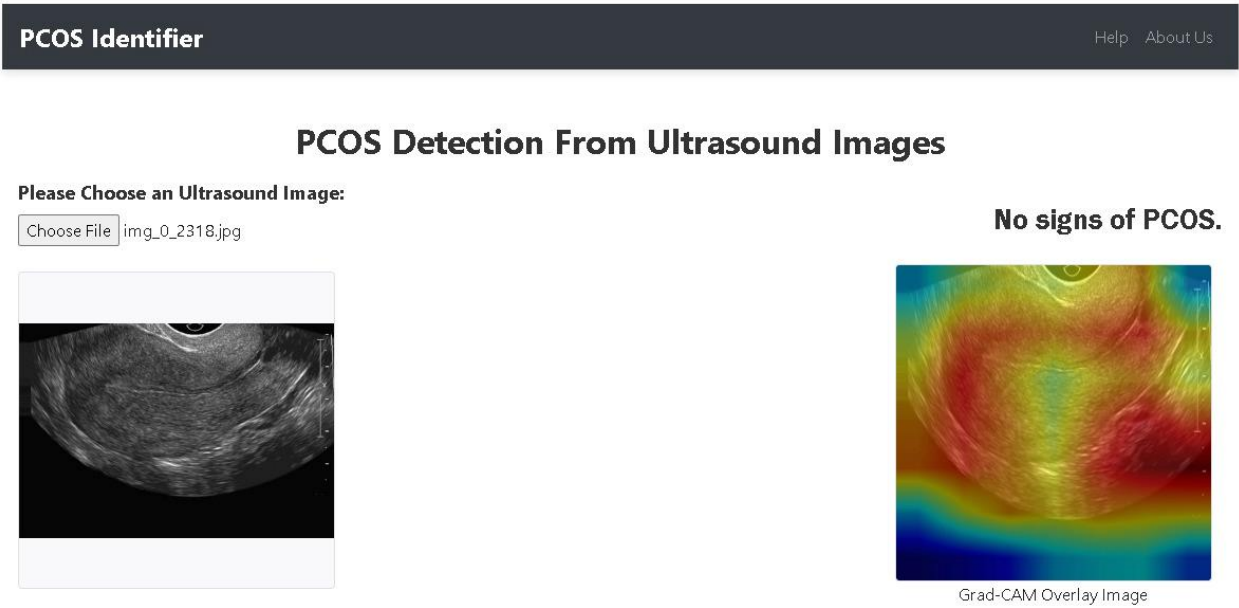 PCOS Identifier
Help About Us
PCOS Detection From Ultrasound Images
Please Choose an Ultrasound Image:
Choose File img_0_2318.jpg
No signs of PCOS.
Grad-CAM Overlay Image